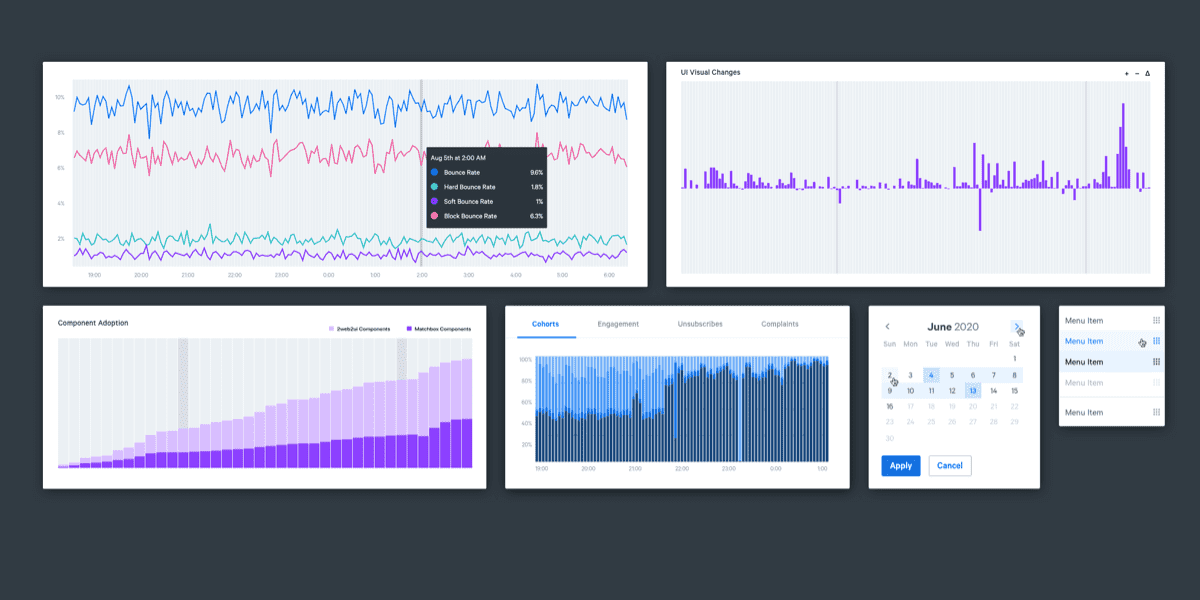 10%
8%
6%
4%
2%
19:00 20:00 21:00 22:00 23:00 0:00 1:00 2:00 3:00 4:00 5:00 6:00
Aug 5th at 2:00 AM
Bounce Rate 9.6%
Hard Bounce Rate 1.8%
Soft Bounce Rate 1%
Block Bounce Rate 6.3%
UI Visual Changes + - Δ
Component Adoption
2web2ui Components Matchbox Components
Cohorts Engagement Unsubscribes Complaints
100%
80%
60%
40%
20%
19:00 20:00 21:00 22:00 23:00 0:00 1:00
June 2020
Sun Mon Tue Wed Thu Fri Sat
1
2 3 4 5 6 7 8
9 10 11 12 13 14 15
16 17 18 19 20 21 22
23 24 25 26 27 28 29
30
Apply Cancel
Menu Item
Menu Item
Menu Item
Menu Item
Menu Item